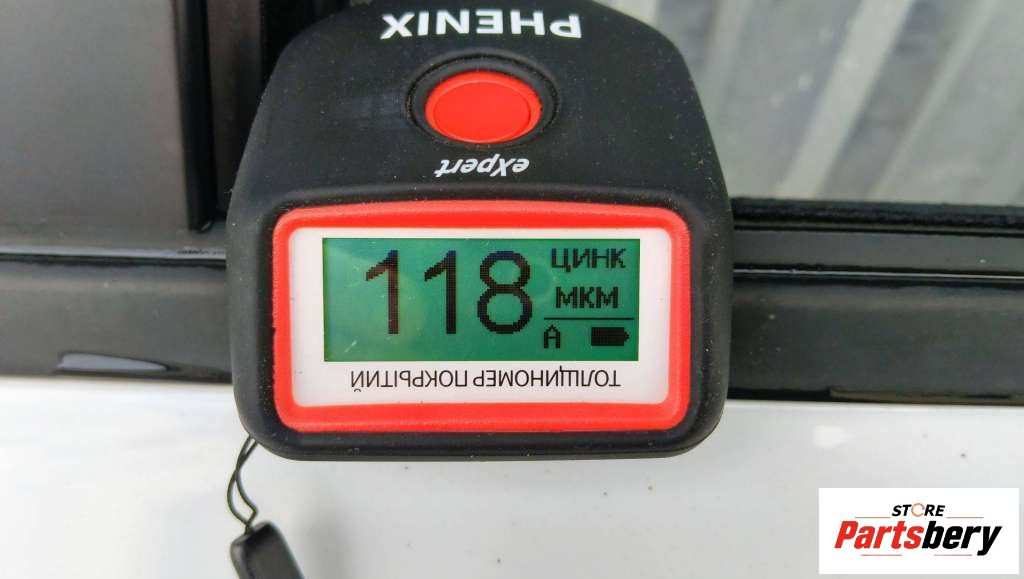 PHENIX
eXpert
118 ЦИНК
МКМ
A
ТОЛЩИНОМЕР ПОКРЫТИЙ
STORE
Partsbery